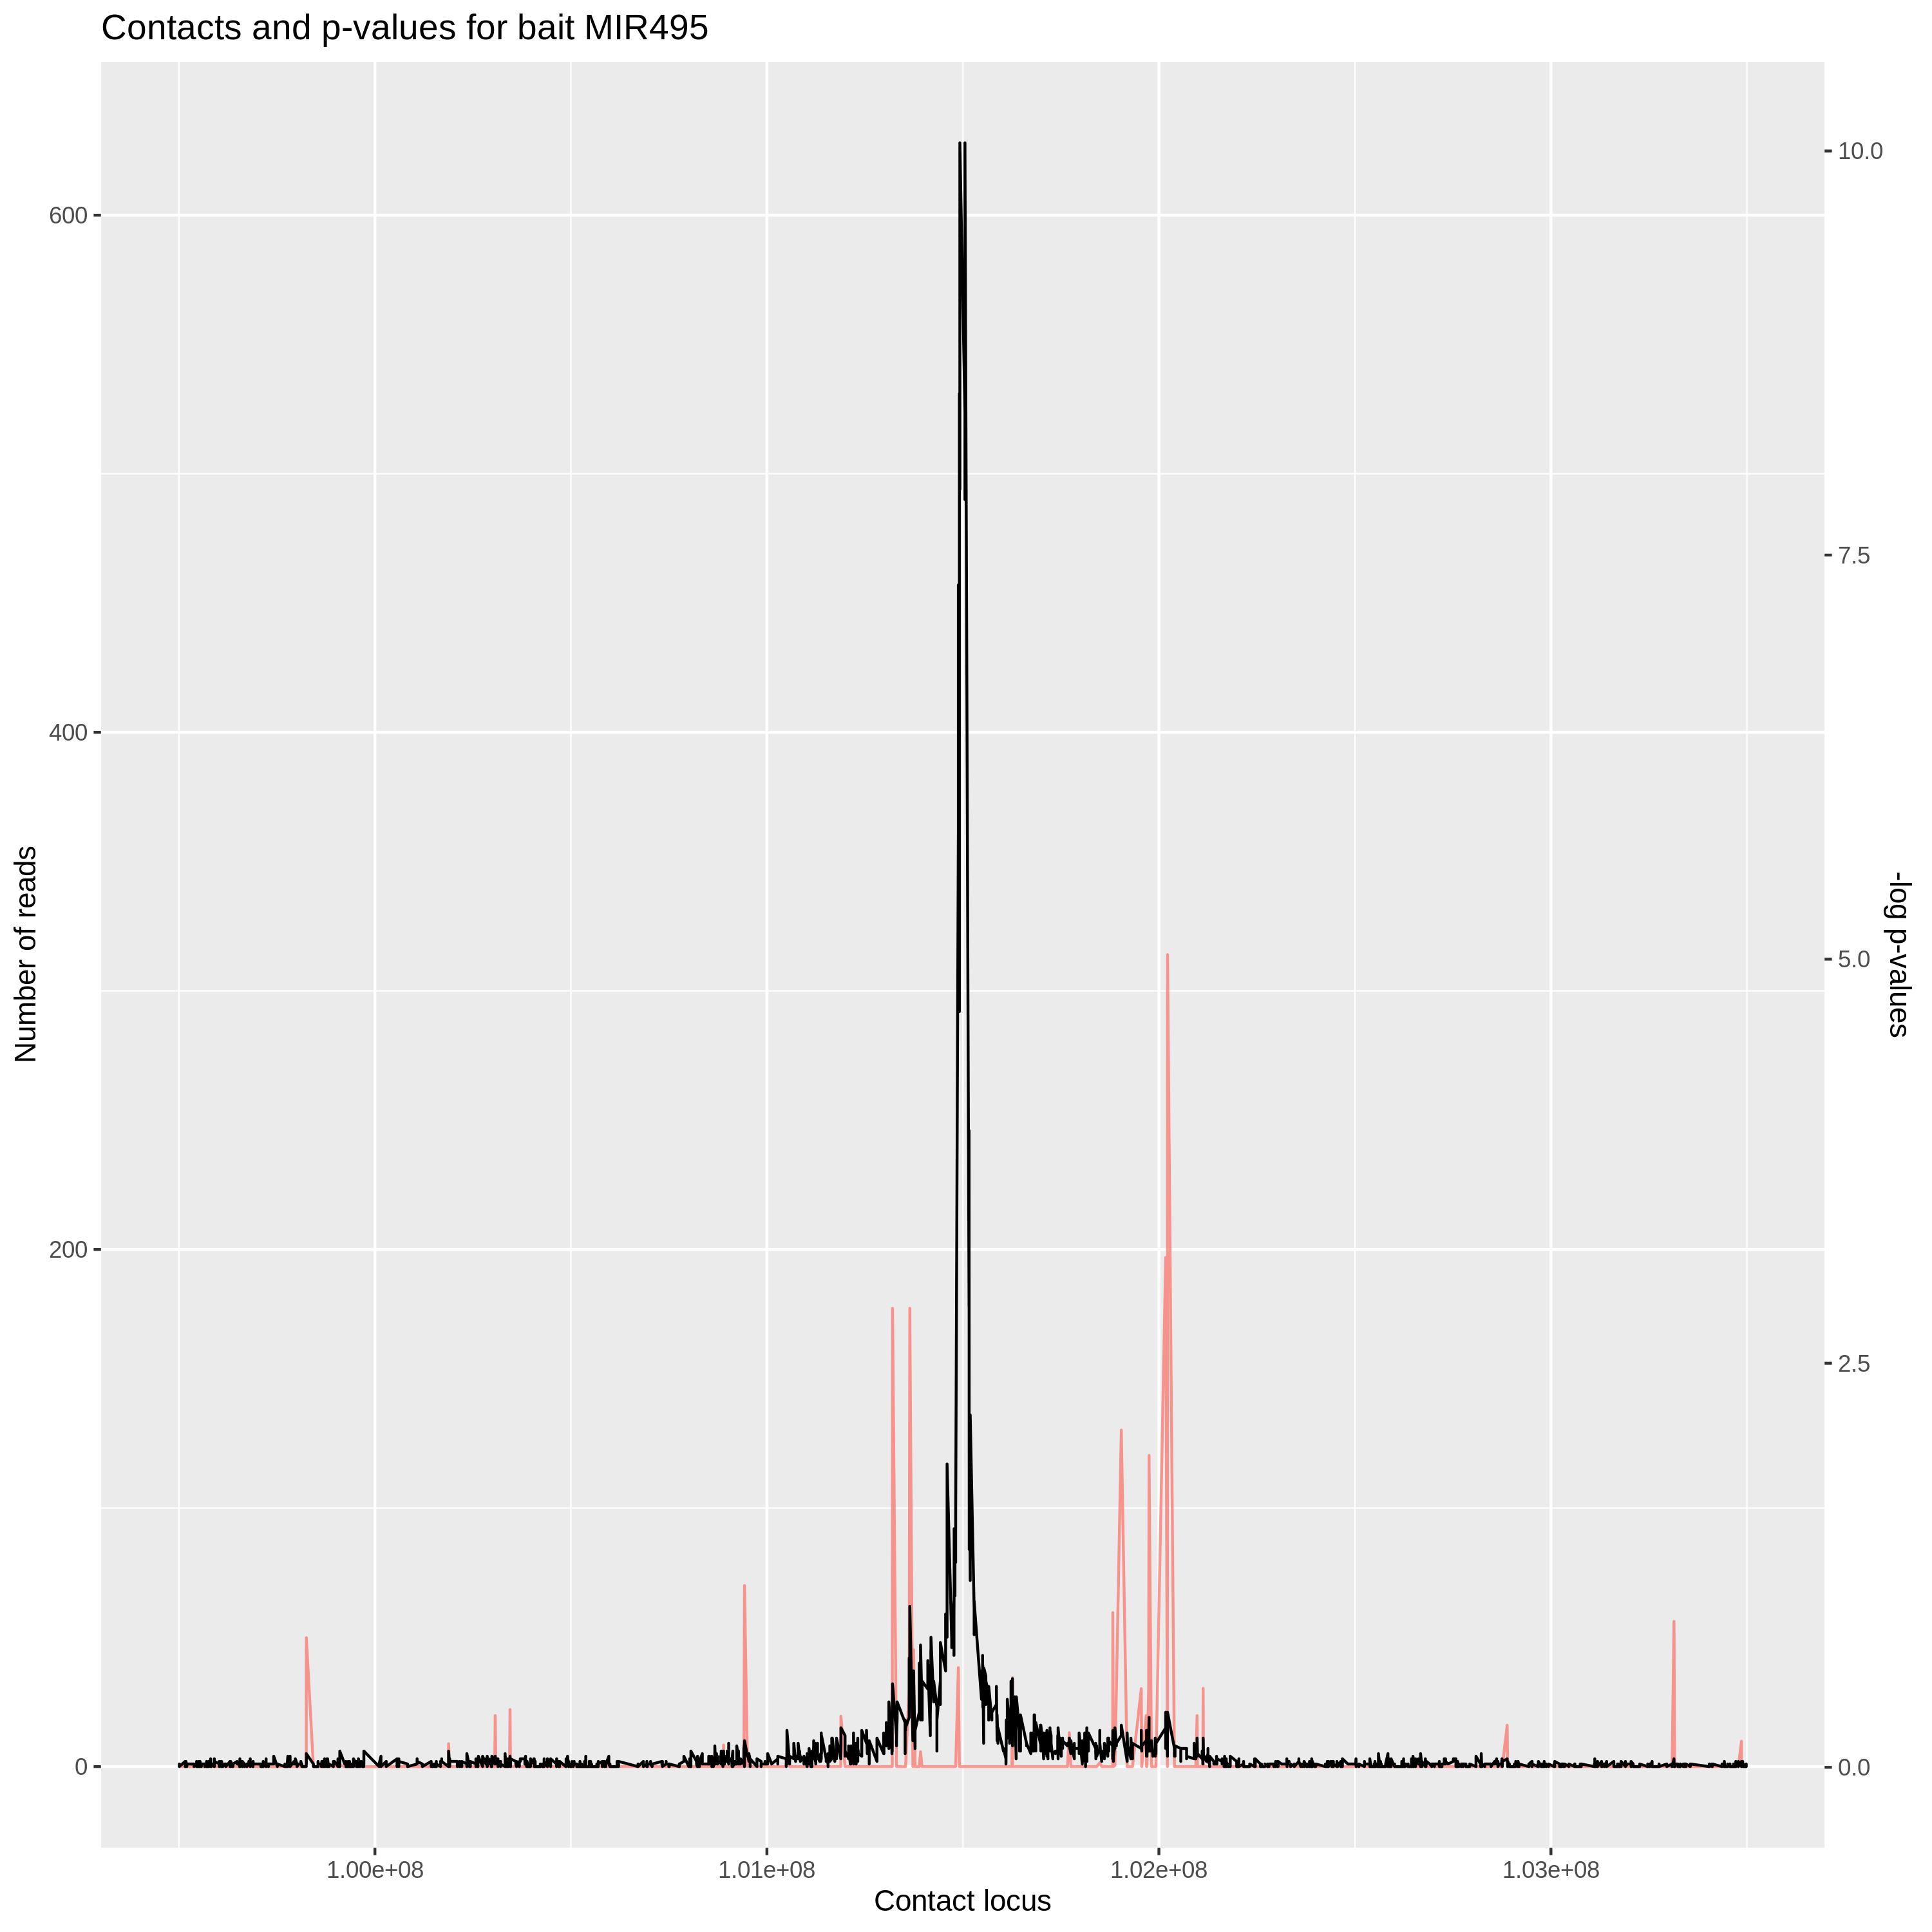 Contacts and p-values for bait MIR495
Number of reads
600
400
200
0
10.0
7.5
5.0
2.5
0.0
-log p-values
1.00e+08
1.01e+08
1.02e+08
1.03e+08
Contact locus